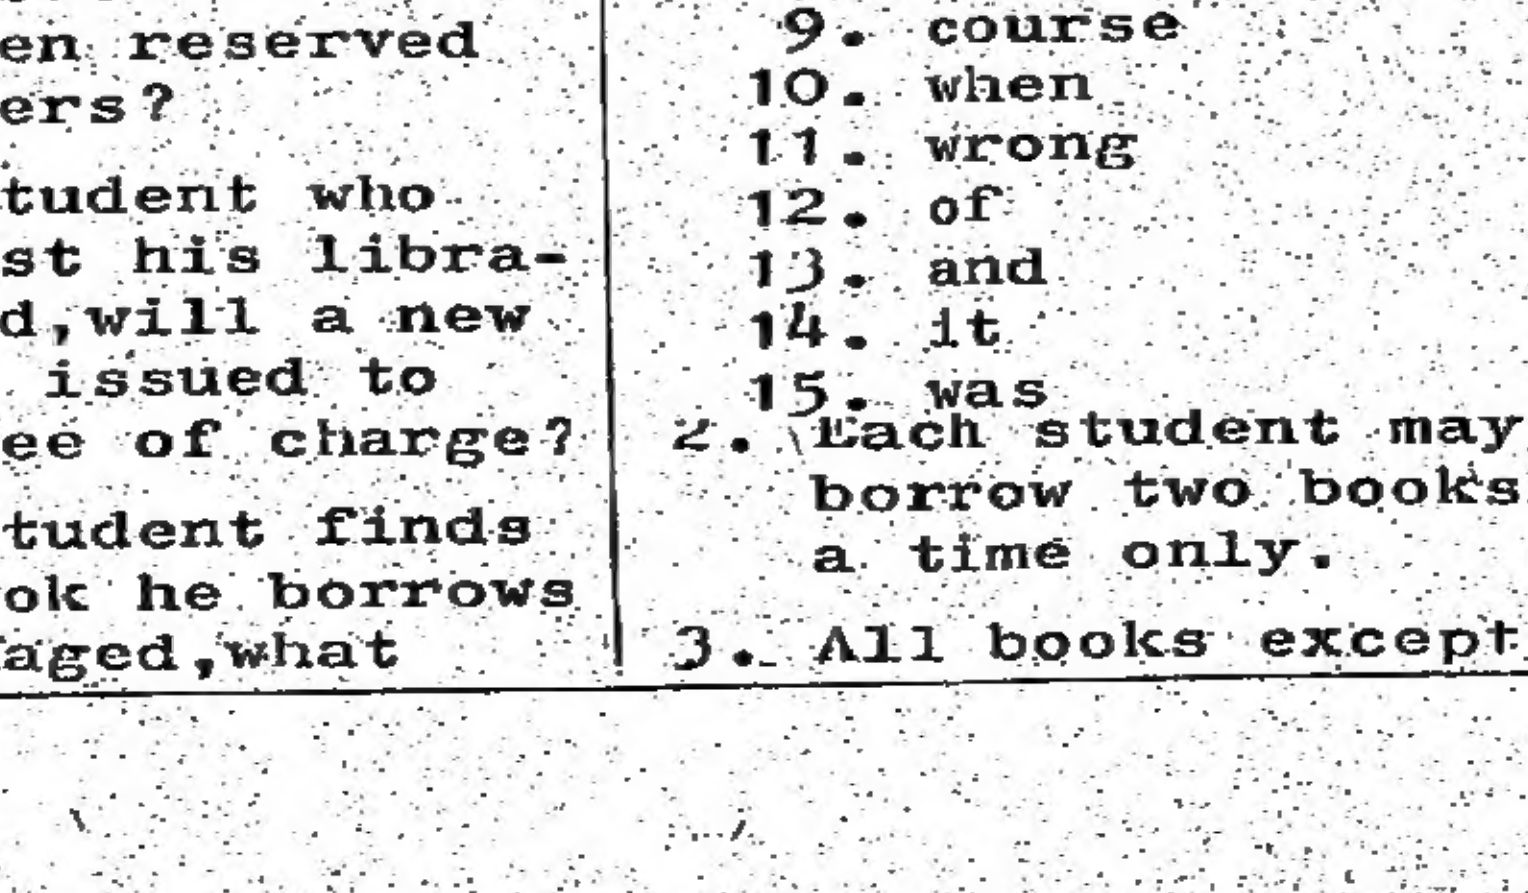 en reserved
ers?
tudent who
st his libra-
d,will a new
issued to
ee of charge?
tudent finds
ok he borrows
aged,what
9. course
10. when
11. wrong
12. of
13. and
14. it
15. was
2. Each student may
borrow two books
a time only.
3. All books except